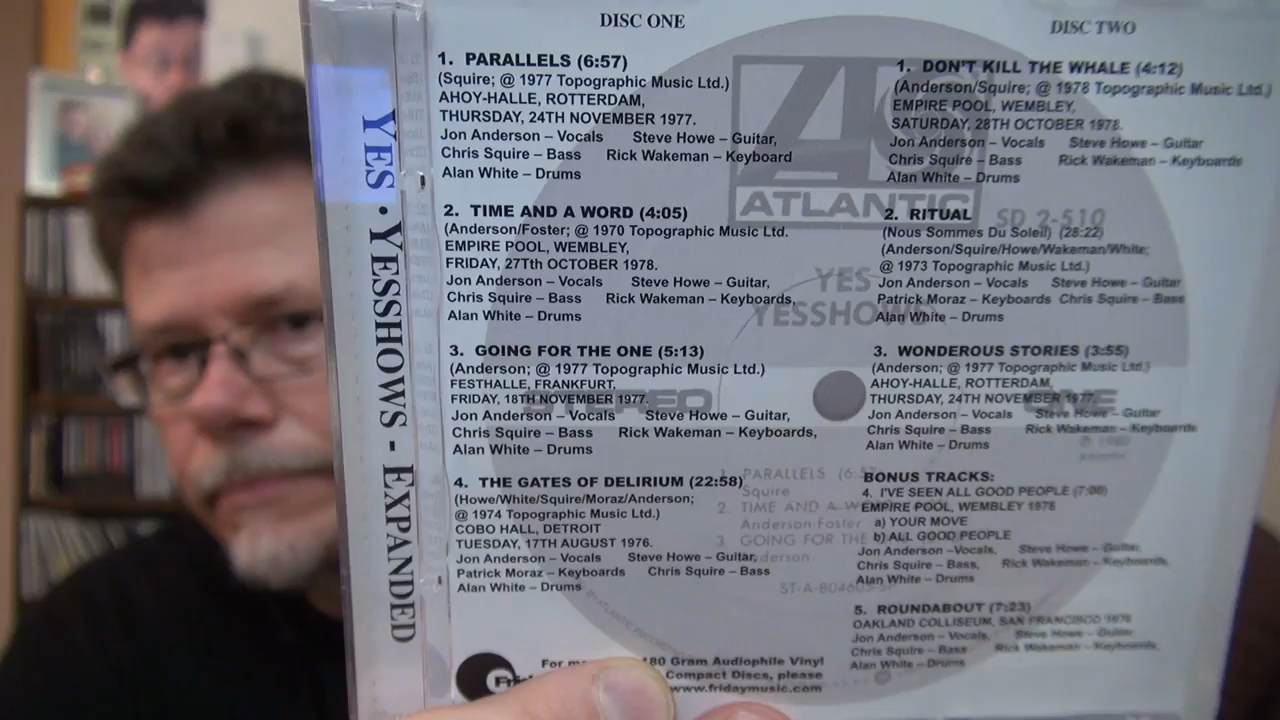 YES • YESSHOWS - EXPANDED
DISC ONE
1. PARALLELS (6:57)
(Squire; @ 1977 Topographic Music Ltd.)
AHOY-HALLE, ROTTERDAM,
THURSDAY, 24TH NOVEMBER 1977.
Jon Anderson – Vocals Steve Howe – Guitar,
Chris Squire – Bass Rick Wakeman – Keyboard
Alan White – Drums
2. TIME AND A WORD (4:05)
(Anderson/Foster; @ 1970 Topographic Music Ltd.
EMPIRE POOL, WEMBLEY,
FRIDAY, 27Tth OCTOBER 1978.
Jon Anderson – Vocals Steve Howe – Guitar,
Chris Squire – Bass Rick Wakeman – Keyboards,
Alan White – Drums
3. GOING FOR THE ONE (5:13)
(Anderson; @ 1977 Topographic Music Ltd.)
FESTHALLE, FRANKFURT,
FRIDAY, 18TH NOVEMBER 1977.
Jon Anderson – Vocals Steve Howe – Guitar,
Chris Squire – Bass Rick Wakeman – Keyboards,
Alan White – Drums
4. THE GATES OF DELIRIUM (22:58)
(Howe/White/Squire/Moraz/Anderson;
@ 1974 Topographic Music Ltd.)
COBO HALL, DETROIT
TUESDAY, 17TH AUGUST 1976.
Jon Anderson – Vocals Steve Howe – Guitar,
Patrick Moraz – Keyboards Chris Squire – Bass
Alan White – Drums
For
180 Gram Audiophile Vinyl
Compact Discs, please
www.fridaymusic.com
DISC TWO
1. DON'T KILL THE WHALE (4:12)
(Anderson/Squire; @ 1978 Topographic Music Ltd.)
EMPIRE POOL, WEMBLEY,
SATURDAY, 28TH OCTOBER 1978.
Jon Anderson – Vocals Steve Howe – Guitar
Chris Squire – Bass Rick Wakeman – Keyboards
Alan White – Drums
2. RITUAL
(Nous Sommes Du Soleil) (28:22)
(Anderson/Squire/Howe/Wakeman/White;
@ 1973 Topographic Music Ltd.)
Jon Anderson – Vocals Steve Howe – Guitar
Patrick Moraz – Keyboards Chris Squire – Bass
Alan White – Drums
3. WONDEROUS STORIES (3:55)
(Anderson; @ 1977 Topographic Music Ltd.)
AHOY-HALLE, ROTTERDAM,
THURSDAY, 24TH NOVEMBER 1977.
Jon Anderson – Vocals Steve Howe – Guitar
Chris Squire – Bass Rick Wakeman – Keyboards
Alan White – Drums
BONUS TRACKS:
4. I'VE SEEN ALL GOOD PEOPLE (7:00)
EMPIRE POOL, WEMBLEY 1978
a) YOUR MOVE
b) ALL GOOD PEOPLE
Jon Anderson –Vocals, Steve Howe – Guitar,
Chris Squire – Bass, Rick Wakeman – Keyboards,
Alan White – Drums
5. ROUNDABOUT (7:23)
OAKLAND COLLISEUM, SAN FRANCISCO 1978
Jon Anderson – Vocals, Steve Howe – Guitar,
Chris Squire – Bass Rick Wakeman – Keyboards,
Alan White – Drums
ATLANTIC
SD 2-510
YES
YESSHOWS
STEREO
ONE
1. PARALLELS
Squire
2. TIME AND A WORD
Anderson-Foster
3. GOING FOR THE